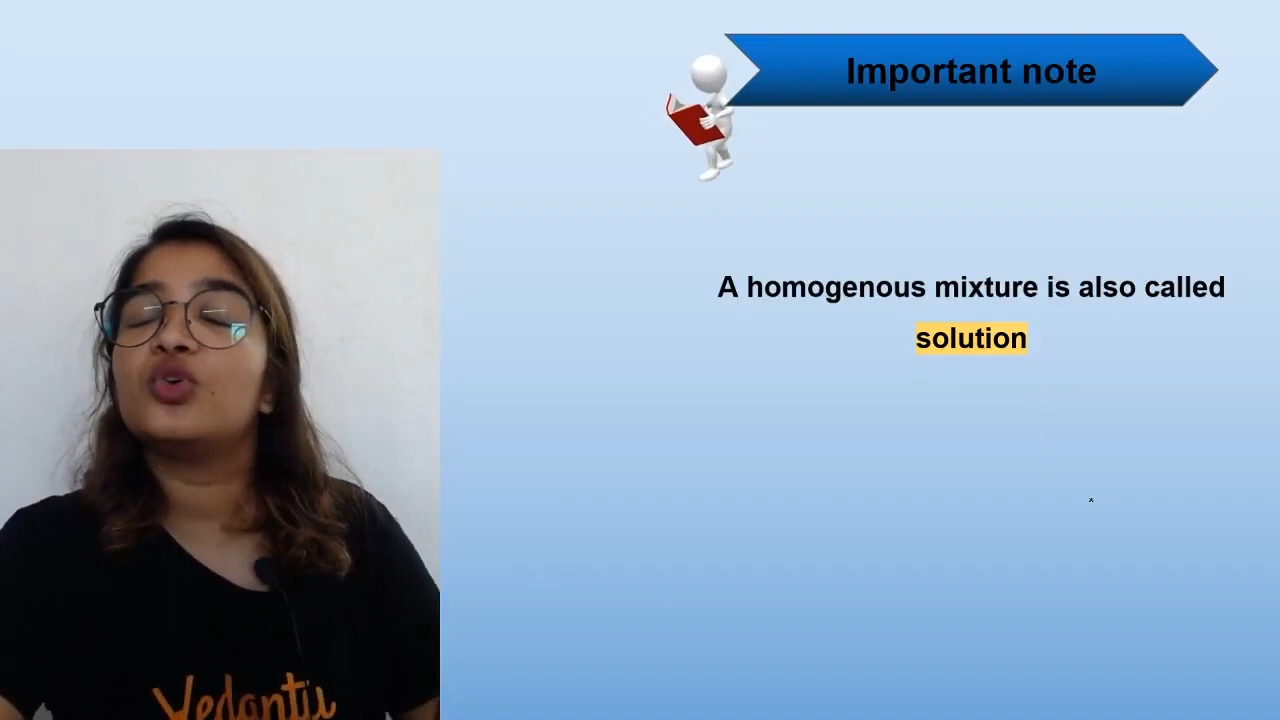 Important note
A homogenous mixture is also called
solution
Vedantu